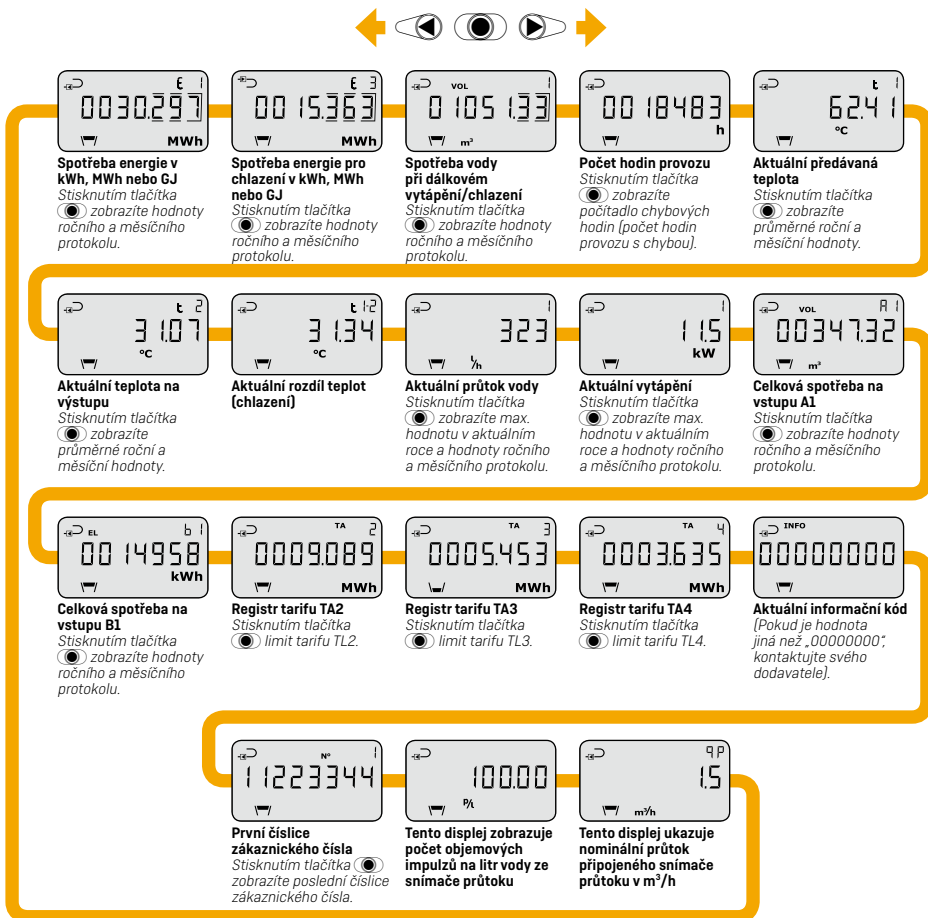 E 1
0030.297
MWh
Spotřeba energie v
kWh, MWh nebo GJ
Stisknutím tlačítka
zobrazíte hodnoty
ročního a měsíčního
protokolu.
E 3
0015.363
MWh
Spotřeba energie pro
chlazení v kWh, MWh
nebo GJ
Stisknutím tlačítka
zobrazíte hodnoty
ročního a měsíčního
protokolu.
VOL 1
01051.33
m³
Spotřeba vody
při dálkovém
vytápění/chlazení
Stisknutím tlačítka
zobrazíte hodnoty
ročního a měsíčního
protokolu.
0018483
h
Počet hodin provozu
Stisknutím tlačítka
zobrazíte
počítadlo chybových
hodin (počet hodin
provozu s chybou).
t 1
62.41
°C
Aktuální předávaná
teplota
Stisknutím tlačítka
zobrazíte
průměrné roční a
měsíční hodnoty.
t 2
31.07
°C
Aktuální teplota na
výstupu
Stisknutím tlačítka
zobrazíte
průměrné roční a
měsíční hodnoty.
t 1-2
31.34
°C
Aktuální rozdíl teplot
(chlazení)
1
323
l/h
Aktuální průtok vody
Stisknutím tlačítka
zobrazíte max.
hodnotu v aktuálním
roce a hodnoty ročního
a měsíčního protokolu.
1
11.5
kW
Aktuální vytápění
Stisknutím tlačítka
zobrazíte max.
hodnotu v aktuálním
roce a hodnoty ročního
a měsíčního protokolu.
VOL A1
00347.32
m³
Celková spotřeba na
vstupu A1
Stisknutím tlačítka
zobrazíte hodnoty
ročního a měsíčního
protokolu.
EL b1
0014958
kWh
Celková spotřeba na
vstupu B1
Stisknutím tlačítka
zobrazíte hodnoty
ročního a měsíčního
protokolu.
TA 2
0009.089
MWh
Registr tarifu TA2
Stisknutím tlačítka
limit tarifu TL2.
TA 3
0005.453
MWh
Registr tarifu TA3
Stisknutím tlačítka
limit tarifu TL3.
TA 4
0003.635
MWh
Registr tarifu TA4
Stisknutím tlačítka
limit tarifu TL4.
INFO
00000000
Aktuální informační kód
(Pokud je hodnota
jiná než „00000000“,
kontaktujte svého
dodavatele).
N° 1
11223344
První číslice
zákaznického čísla
Stisknutím tlačítka
zobrazíte poslední číslice
zákaznického čísla.
100.00
P/l
Tento displej zobrazuje
počet objemových
impulzů na litr vody ze
snímače průtoku
qP
1.5
m³/h
Tento displej ukazuje
nominální průtok
připojeného snímače
průtoku v m³/h